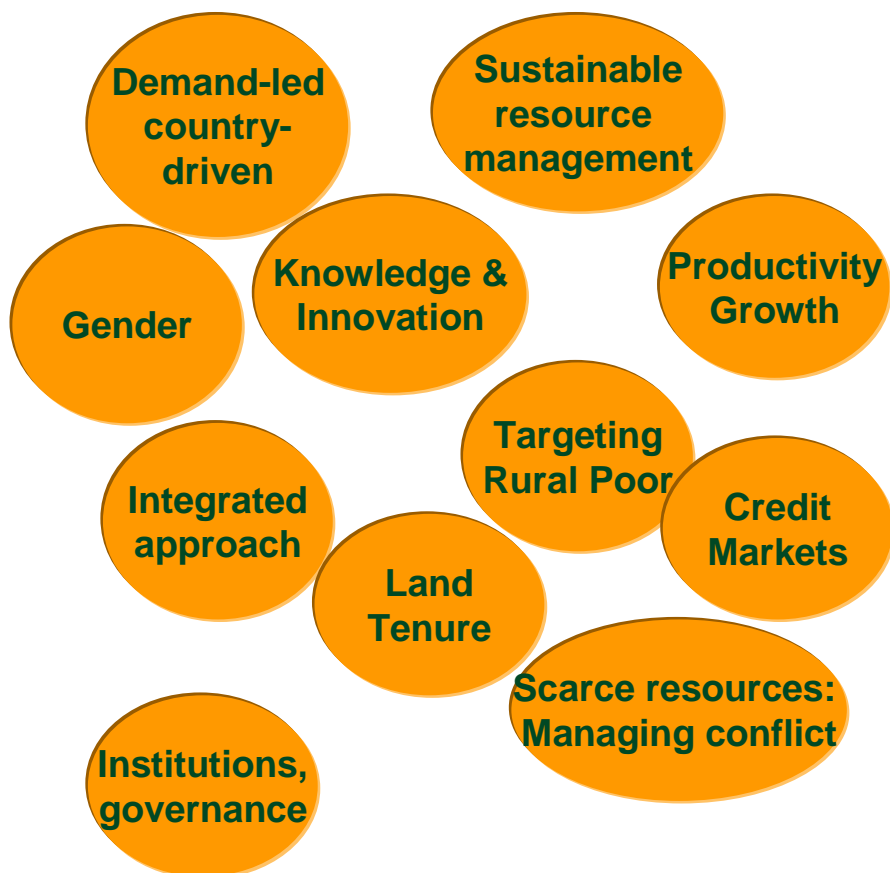 Demand-led
country-
driven
Sustainable
resource
management
Knowledge &
Innovation
Productivity
Growth
Gender
Targeting
Rural Poor
Integrated
approach
Credit
Markets
Land
Tenure
Scarce resources:
Managing conflict
Institutions,
governance